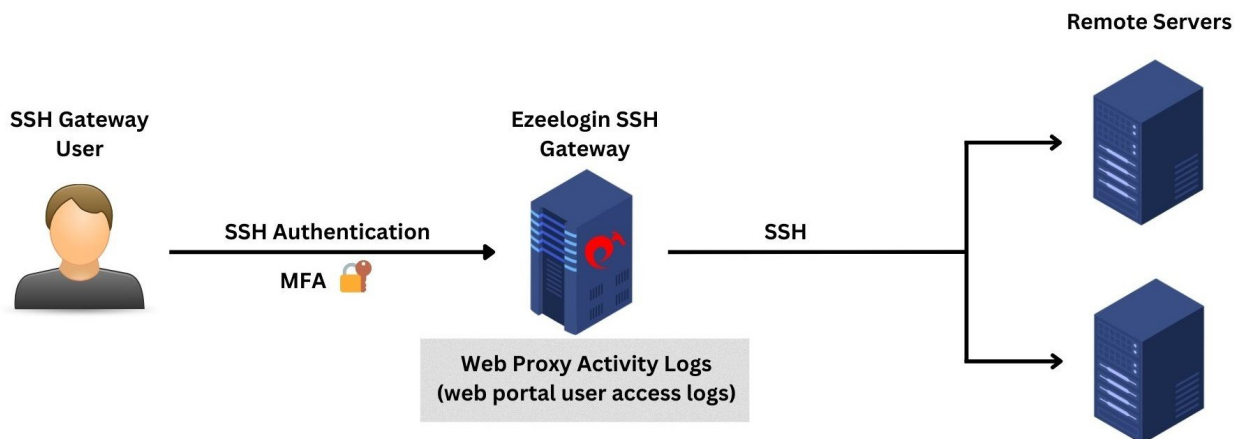 Remote Servers
SSH Gateway
User
Ezeelogin SSH
Gateway
SSH Authentication
MFA
SSH
Web Proxy Activity Logs
(web portal user access logs)